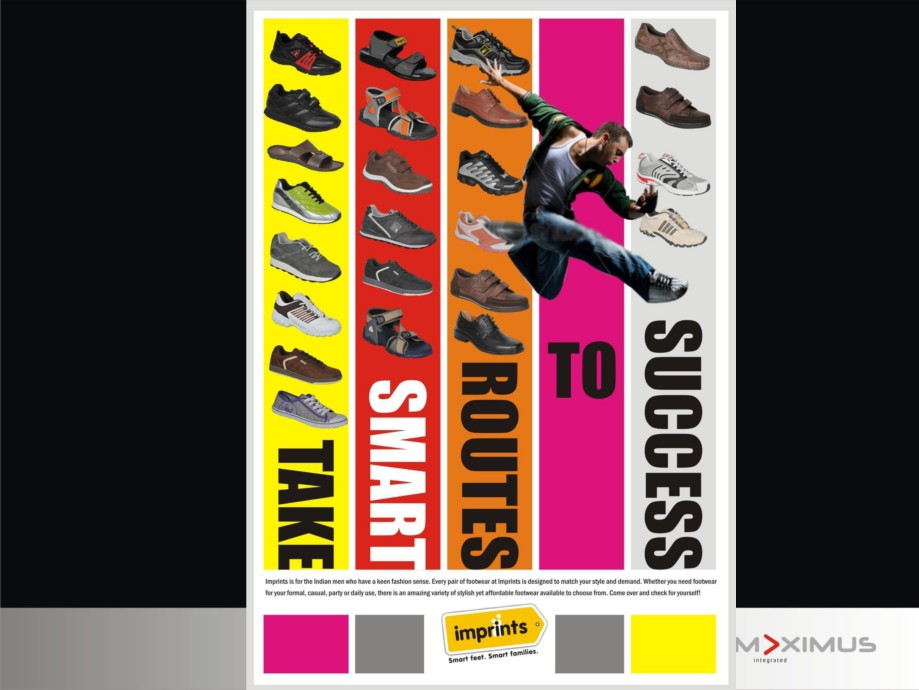 TAKE
SMART
ROUTES
TO
SUCCESS
Imprints is for the Indian men who have a keen fashion sense. Every pair of footwear at Imprints is designed to match your style and demand. Whether you need footwear
for your formal, casual, party or daily use, there is an amazing variety of stylish yet affordable footwear available to choose from. Come over and check for yourself!
imprints
Smart feet. Smart families.
MAXIMUS
integrated